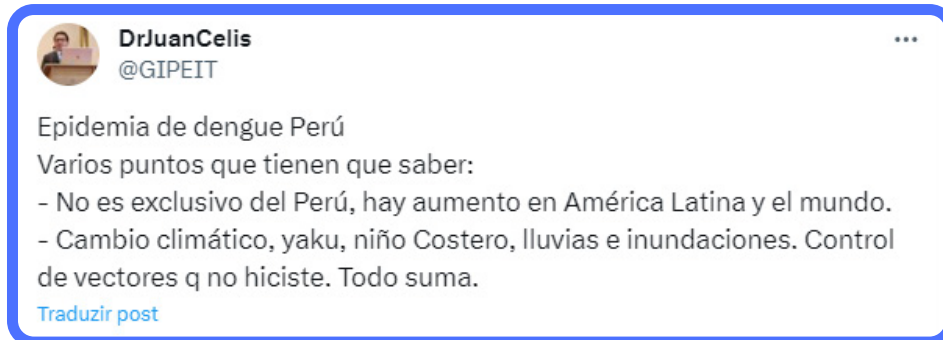 DrJuanCelis
@GIPEIT
Epidemia de dengue Perú
Varios puntos que tienen que saber:
- No es exclusivo del Perú, hay aumento en América Latina y el mundo.
- Cambio climático, yaku, niño Costero, lluvias e inundaciones. Control
de vectores q no hiciste. Todo suma.
Traduzir post